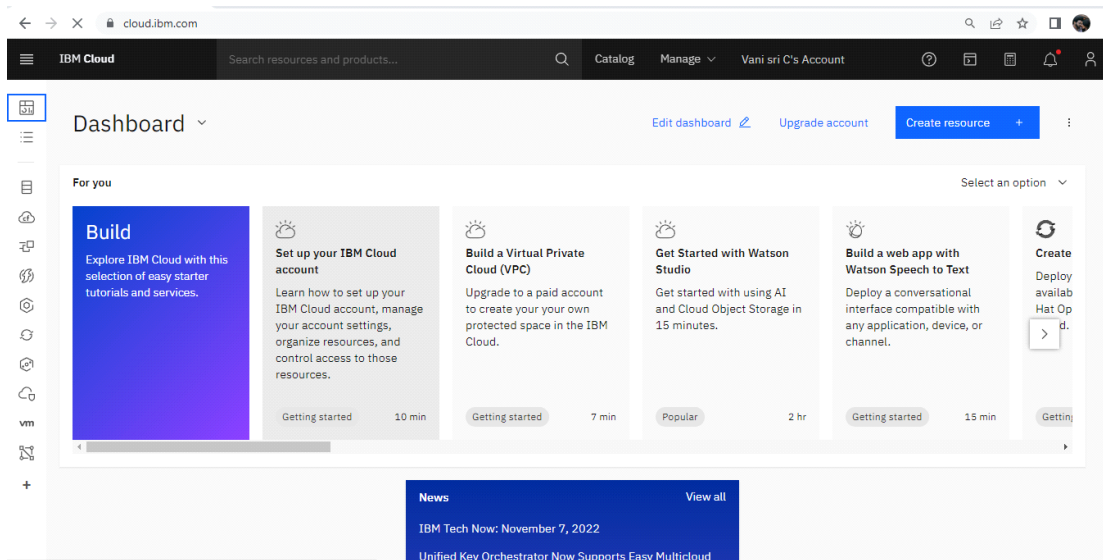 cloud.ibm.com
IBM Cloud
Search resources and products...
Catalog
Manage
Vani sri C's Account
Dashboard
Edit dashboard
Upgrade account
Create resource +
For you
Select an option
Build
Explore IBM Cloud with this
selection of easy starter
tutorials and services.
Set up your IBM Cloud
account
Learn how to set up your
IBM Cloud account, manage
your account settings,
organize resources, and
control access to those
resources.
Getting started
10 min
Build a Virtual Private
Cloud (VPC)
Upgrade to a paid account
to create your your own
protected space in the IBM
Cloud.
Getting started
7 min
Get Started with Watson
Studio
Get started with using AI
and Cloud Object Storage in
15 minutes.
Popular
2 hr
Build a web app with
Watson Speech to Text
Deploy a conversational
interface compatible with
any application, device, or
channel.
Getting started
15 min
Create
Deploy
availab
Hat Op
d.
Getting
vm
+
News
View all
IBM Tech Now: November 7, 2022
Unified Key Orchestrator Now Supports Easy Multicloud